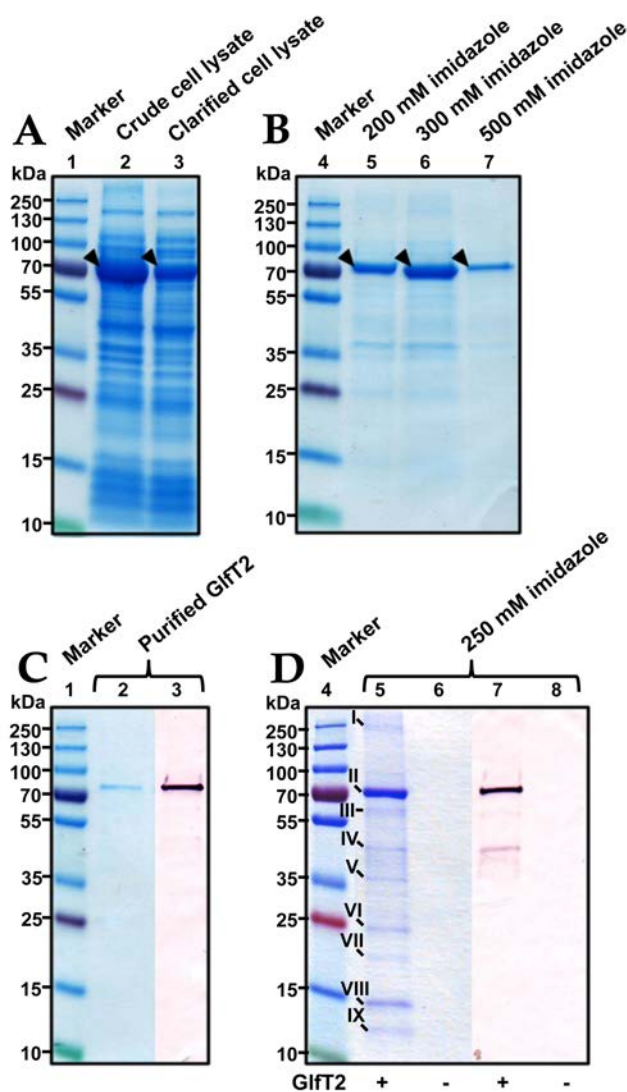 A
Marker
Crude cell lysate
Clarified cell lysate
kDa
1 2 3
250
130
100
70
55
35
25
15
10
B
Marker
200 mM imidazole
300 mM imidazole
500 mM imidazole
kDa
4 5 6 7
250
130
100
70
55
35
25
15
10
C
Marker
Purified GlfT2
kDa
1 2 3
250
130
100
70
55
35
25
15
10
D
Marker
250 mM imidazole
kDa
4 5 6 7 8
250
130
100
70
55
35
25
15
10
I
II
III
IV
V
VI
VII
VIII
IX
GlfT2 + - + -